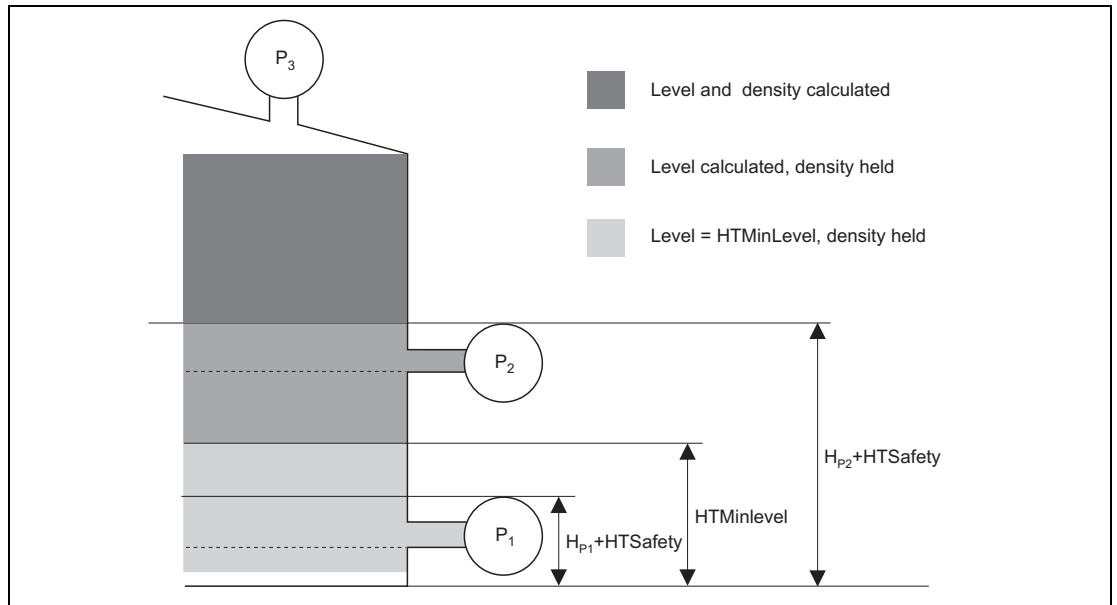 P3
Level and density calculated
Level calculated, density held
Level = HTMinLevel, density held
P2
HP2+HTSafety
HTMinlevel
P1
HP1+HTSafety